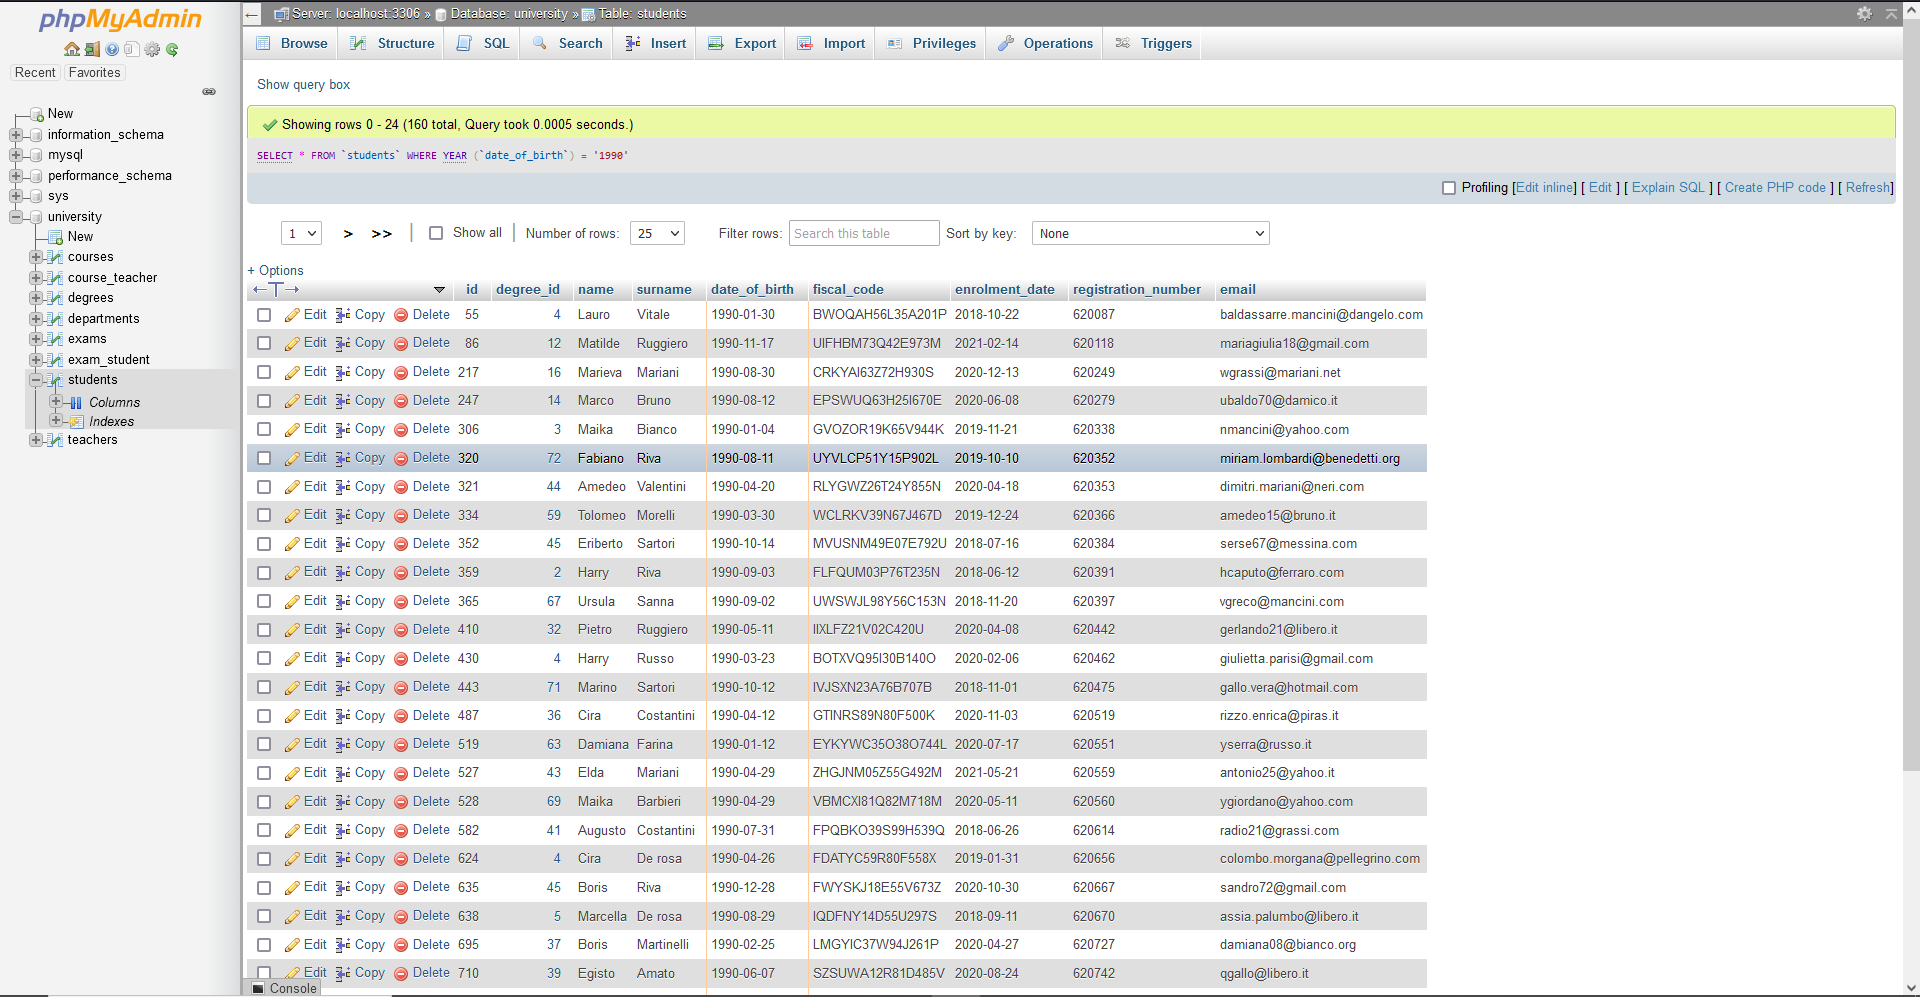 phpMyAdmin
Recent Favorites
New
information_schema
mysql
performance_schema
sys
university
New
courses
course_teacher
degrees
departments
exams
exam_student
students
Columns
Indexes
teachers
Server: localhost:3306 » Database: university » Table: students
Browse Structure SQL Search Insert Export Import Privileges Operations Triggers
Show query box
Showing rows 0 - 24 (160 total, Query took 0.0005 seconds.)
SELECT * FROM `students` WHERE YEAR (`date_of_birth`) = '1990'
Profiling [Edit inline] [ Edit ] [ Explain SQL ] [ Create PHP code ] [ Refresh]
1 > >> Show all Number of rows: 25 Filter rows: Search this table Sort by key: None
+ Options
←T→ id degree_id name surname date_of_birth fiscal_code enrolment_date registration_number email
Edit Copy Delete 55 4 Lauro Vitale 1990-01-30 BWOQAH56L35A201P 2018-10-22 620087 baldassarre.mancini@dangelo.com
Edit Copy Delete 86 12 Matilde Ruggiero 1990-11-17 UIFHBM73Q42E973M 2021-02-14 620118 mariagiulia18@gmail.com
Edit Copy Delete 217 16 Marieva Mariani 1990-08-30 CRKYAI63Z72H930S 2020-12-13 620249 wgrassi@mariani.net
Edit Copy Delete 247 14 Marco Bruno 1990-08-12 EPSWUQ63H25I670E 2020-06-08 620279 ubaldo70@damico.it
Edit Copy Delete 306 3 Maika Bianco 1990-01-04 GVOZOR19K65V944K 2019-11-21 620338 nmancini@yahoo.com
Edit Copy Delete 320 72 Fabiano Riva 1990-08-11 UYVLCP51Y15P902L 2019-10-10 620352 miriam.lombardi@benedetti.org
Edit Copy Delete 321 44 Amedeo Valentini 1990-04-20 RLYGWZ26T24Y855N 2020-04-18 620353 dimitri.mariani@neri.com
Edit Copy Delete 334 59 Tolomeo Morelli 1990-03-30 WCLRKV39N67J467D 2019-12-24 620366 amedeo15@bruno.it
Edit Copy Delete 352 45 Eriberto Sartori 1990-10-14 MVUSNM49E07E792U 2018-07-16 620384 serse67@messina.com
Edit Copy Delete 359 2 Harry Riva 1990-09-03 FLFQUM03P76T235N 2018-06-12 620391 hcaputo@ferraro.com
Edit Copy Delete 365 67 Ursula Sanna 1990-09-02 UWSWJL98Y56C153N 2018-11-20 620397 vgreco@mancini.com
Edit Copy Delete 410 32 Pietro Ruggiero 1990-05-11 IIXLFZ21V02C420U 2020-04-08 620442 gerlando21@libero.it
Edit Copy Delete 430 4 Harry Russo 1990-03-23 BOTXVQ95I30B140O 2020-02-06 620462 giulietta.parisi@gmail.com
Edit Copy Delete 443 71 Marino Sartori 1990-10-12 IVJSXN23A76B707B 2018-11-01 620475 gallo.vera@hotmail.com
Edit Copy Delete 487 36 Cira Costantini 1990-04-12 GTINRS89N80F500K 2020-11-03 620519 rizzo.enrica@piras.it
Edit Copy Delete 519 63 Damiana Farina 1990-01-12 EYKYWC35O38O744L 2020-07-17 620551 yserra@russo.it
Edit Copy Delete 527 43 Elda Mariani 1990-04-29 ZHGJNM05Z55G492M 2021-05-21 620559 antonio25@yahoo.it
Edit Copy Delete 528 69 Maika Barbieri 1990-04-29 VBMCXI81Q82M718M 2020-05-11 620560 ygiordano@yahoo.com
Edit Copy Delete 582 41 Augusto Costantini 1990-07-31 FPQBKO39S99H539Q 2018-06-26 620614 radio21@grassi.com
Edit Copy Delete 624 4 Cira De rosa 1990-04-26 FDATYC59R80F558X 2019-01-31 620656 colombo.morgana@pellegrino.com
Edit Copy Delete 635 45 Boris Riva 1990-12-28 FWYSKJ18E55V673Z 2020-10-30 620667 sandro72@gmail.com
Edit Copy Delete 638 5 Marcella De rosa 1990-08-29 IQDFNY14D55U297S 2018-09-11 620670 assia.palumbo@libero.it
Edit Copy Delete 695 37 Boris Martinelli 1990-02-25 LMGYIC37W94J261P 2020-04-27 620727 damiana08@bianco.org
Edit Copy Delete 710 39 Egisto Amato 1990-06-07 SZSUWA12R81D485V 2020-08-24 620742 qgallo@libero.it
Console